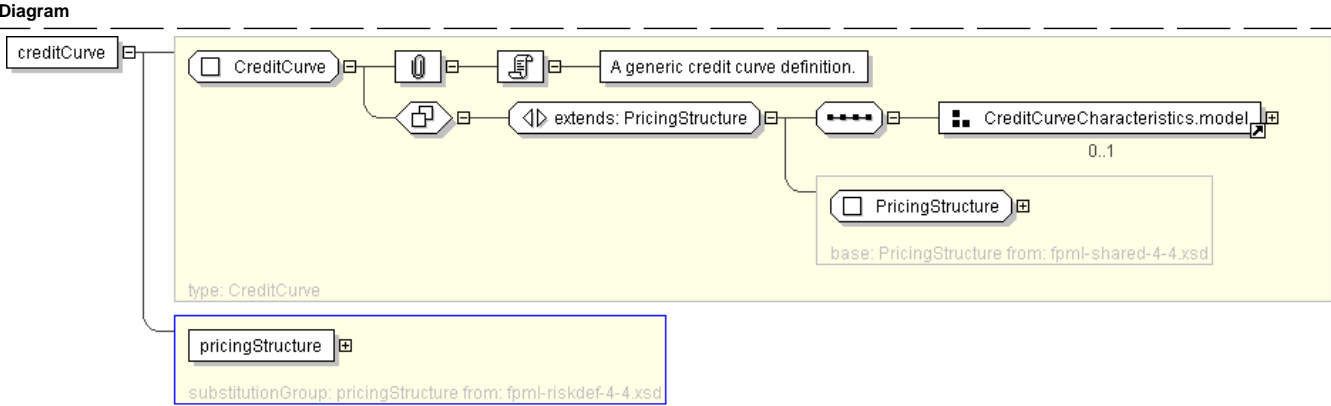 Diagram
creditCurve
CreditCurve
A generic credit curve definition.
extends: PricingStructure
CreditCurveCharacteristics.model
0..1
PricingStructure
base: PricingStructure from: fpml-shared-4-4.xsd
type: CreditCurve
pricingStructure
substitutionGroup: pricingStructure from: fpml-riskdef-4-4.xsd